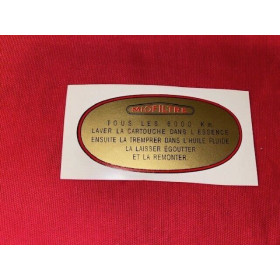 TOUS LES 5000 KM.
LAVER LA CARTOUCHE DANS L'ESSENCE
ENSUITE LA TREMPRER DANS L'HUILE FLUIDE
LA LAISSER EGOUTTER
ET LA REMONTER.